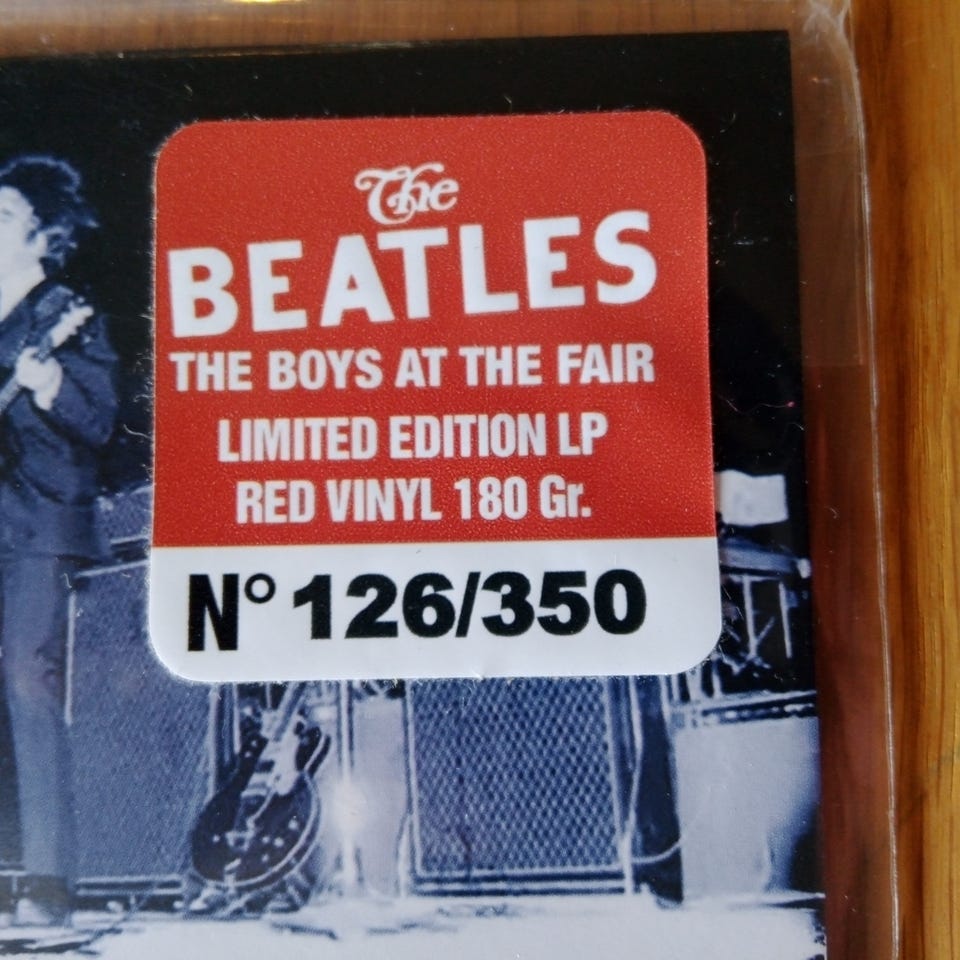 The
BEATLES
THE BOYS AT THE FAIR
LIMITED EDITION LP
RED VINYL 180 Gr.
N° 126/350